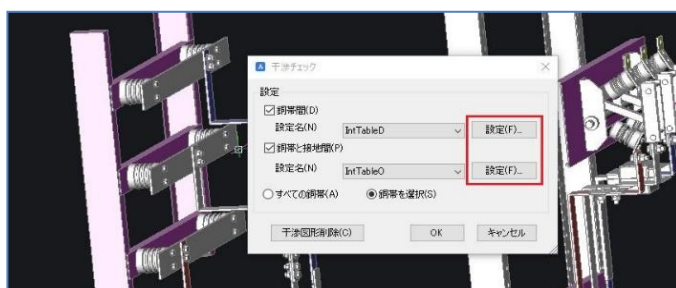 干渉チェック
設定
銅帯間(D)
設定名(N) IntTableD 設定(F)...
銅帯と接地間(P)
設定名(N) IntTableO 設定(F)...
すべての銅帯(A) 銅帯を選択(S)
干渉図形削除(C) OK キャンセル